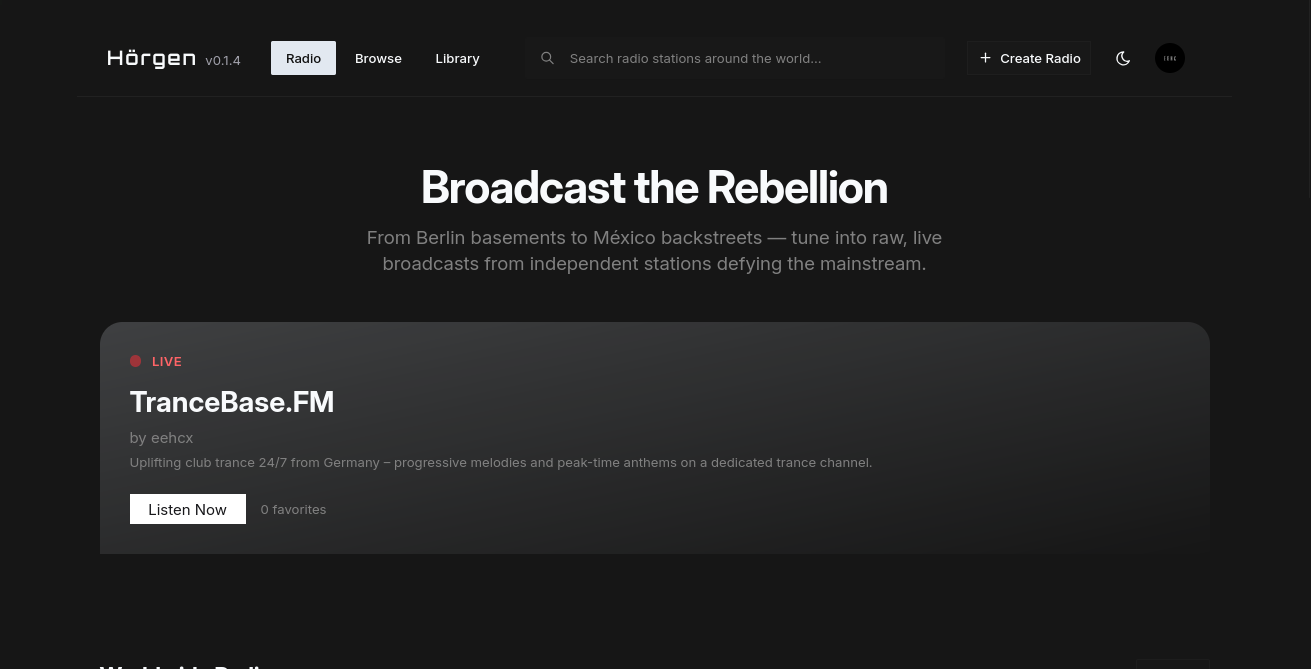 Hörgen v0.1.4
Radio
Browse
Library
Search radio stations around the world...
Create Radio
Broadcast the Rebellion
From Berlin basements to México backstreets — tune into raw, live
broadcasts from independent stations defying the mainstream.
LIVE
TranceBase.FM
by eehcx
Uplifting club trance 24/7 from Germany – progressive melodies and peak-time anthems on a dedicated trance channel.
Listen Now
0 favorites